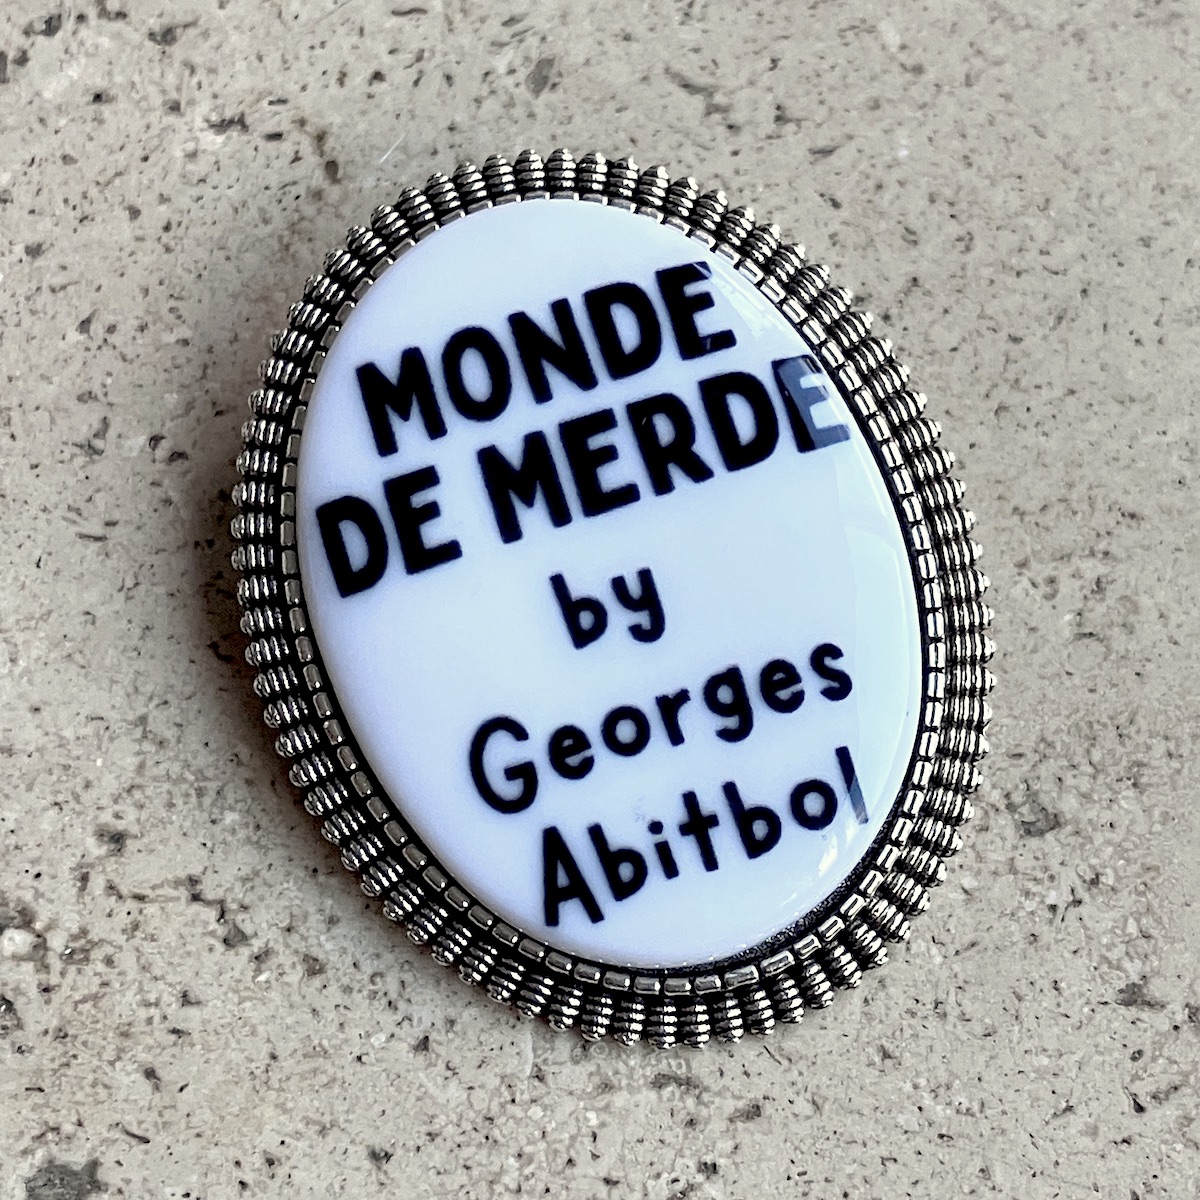 MONDE
DE MERDE
by
Georges
Abitbol